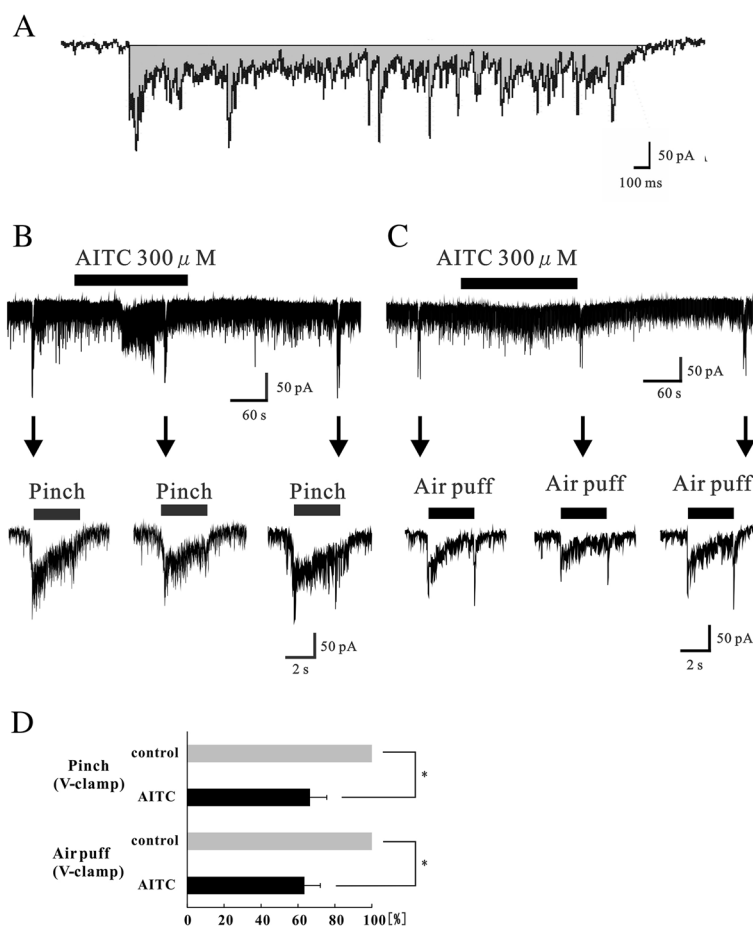 A
50 pA
100 ms
B
C
AITC 300 μ M
AITC 300 μ M
50 pA
60 s
50 pA
60 s
Pinch
Pinch
Pinch
Air puff
Air puff
Air puff
50 pA
2 s
50 pA
2 s
D
Pinch
(V-clamp)
control
*
AITC
Air puff
(V-clamp)
control
*
AITC
0 20 40 60 80 100[%]